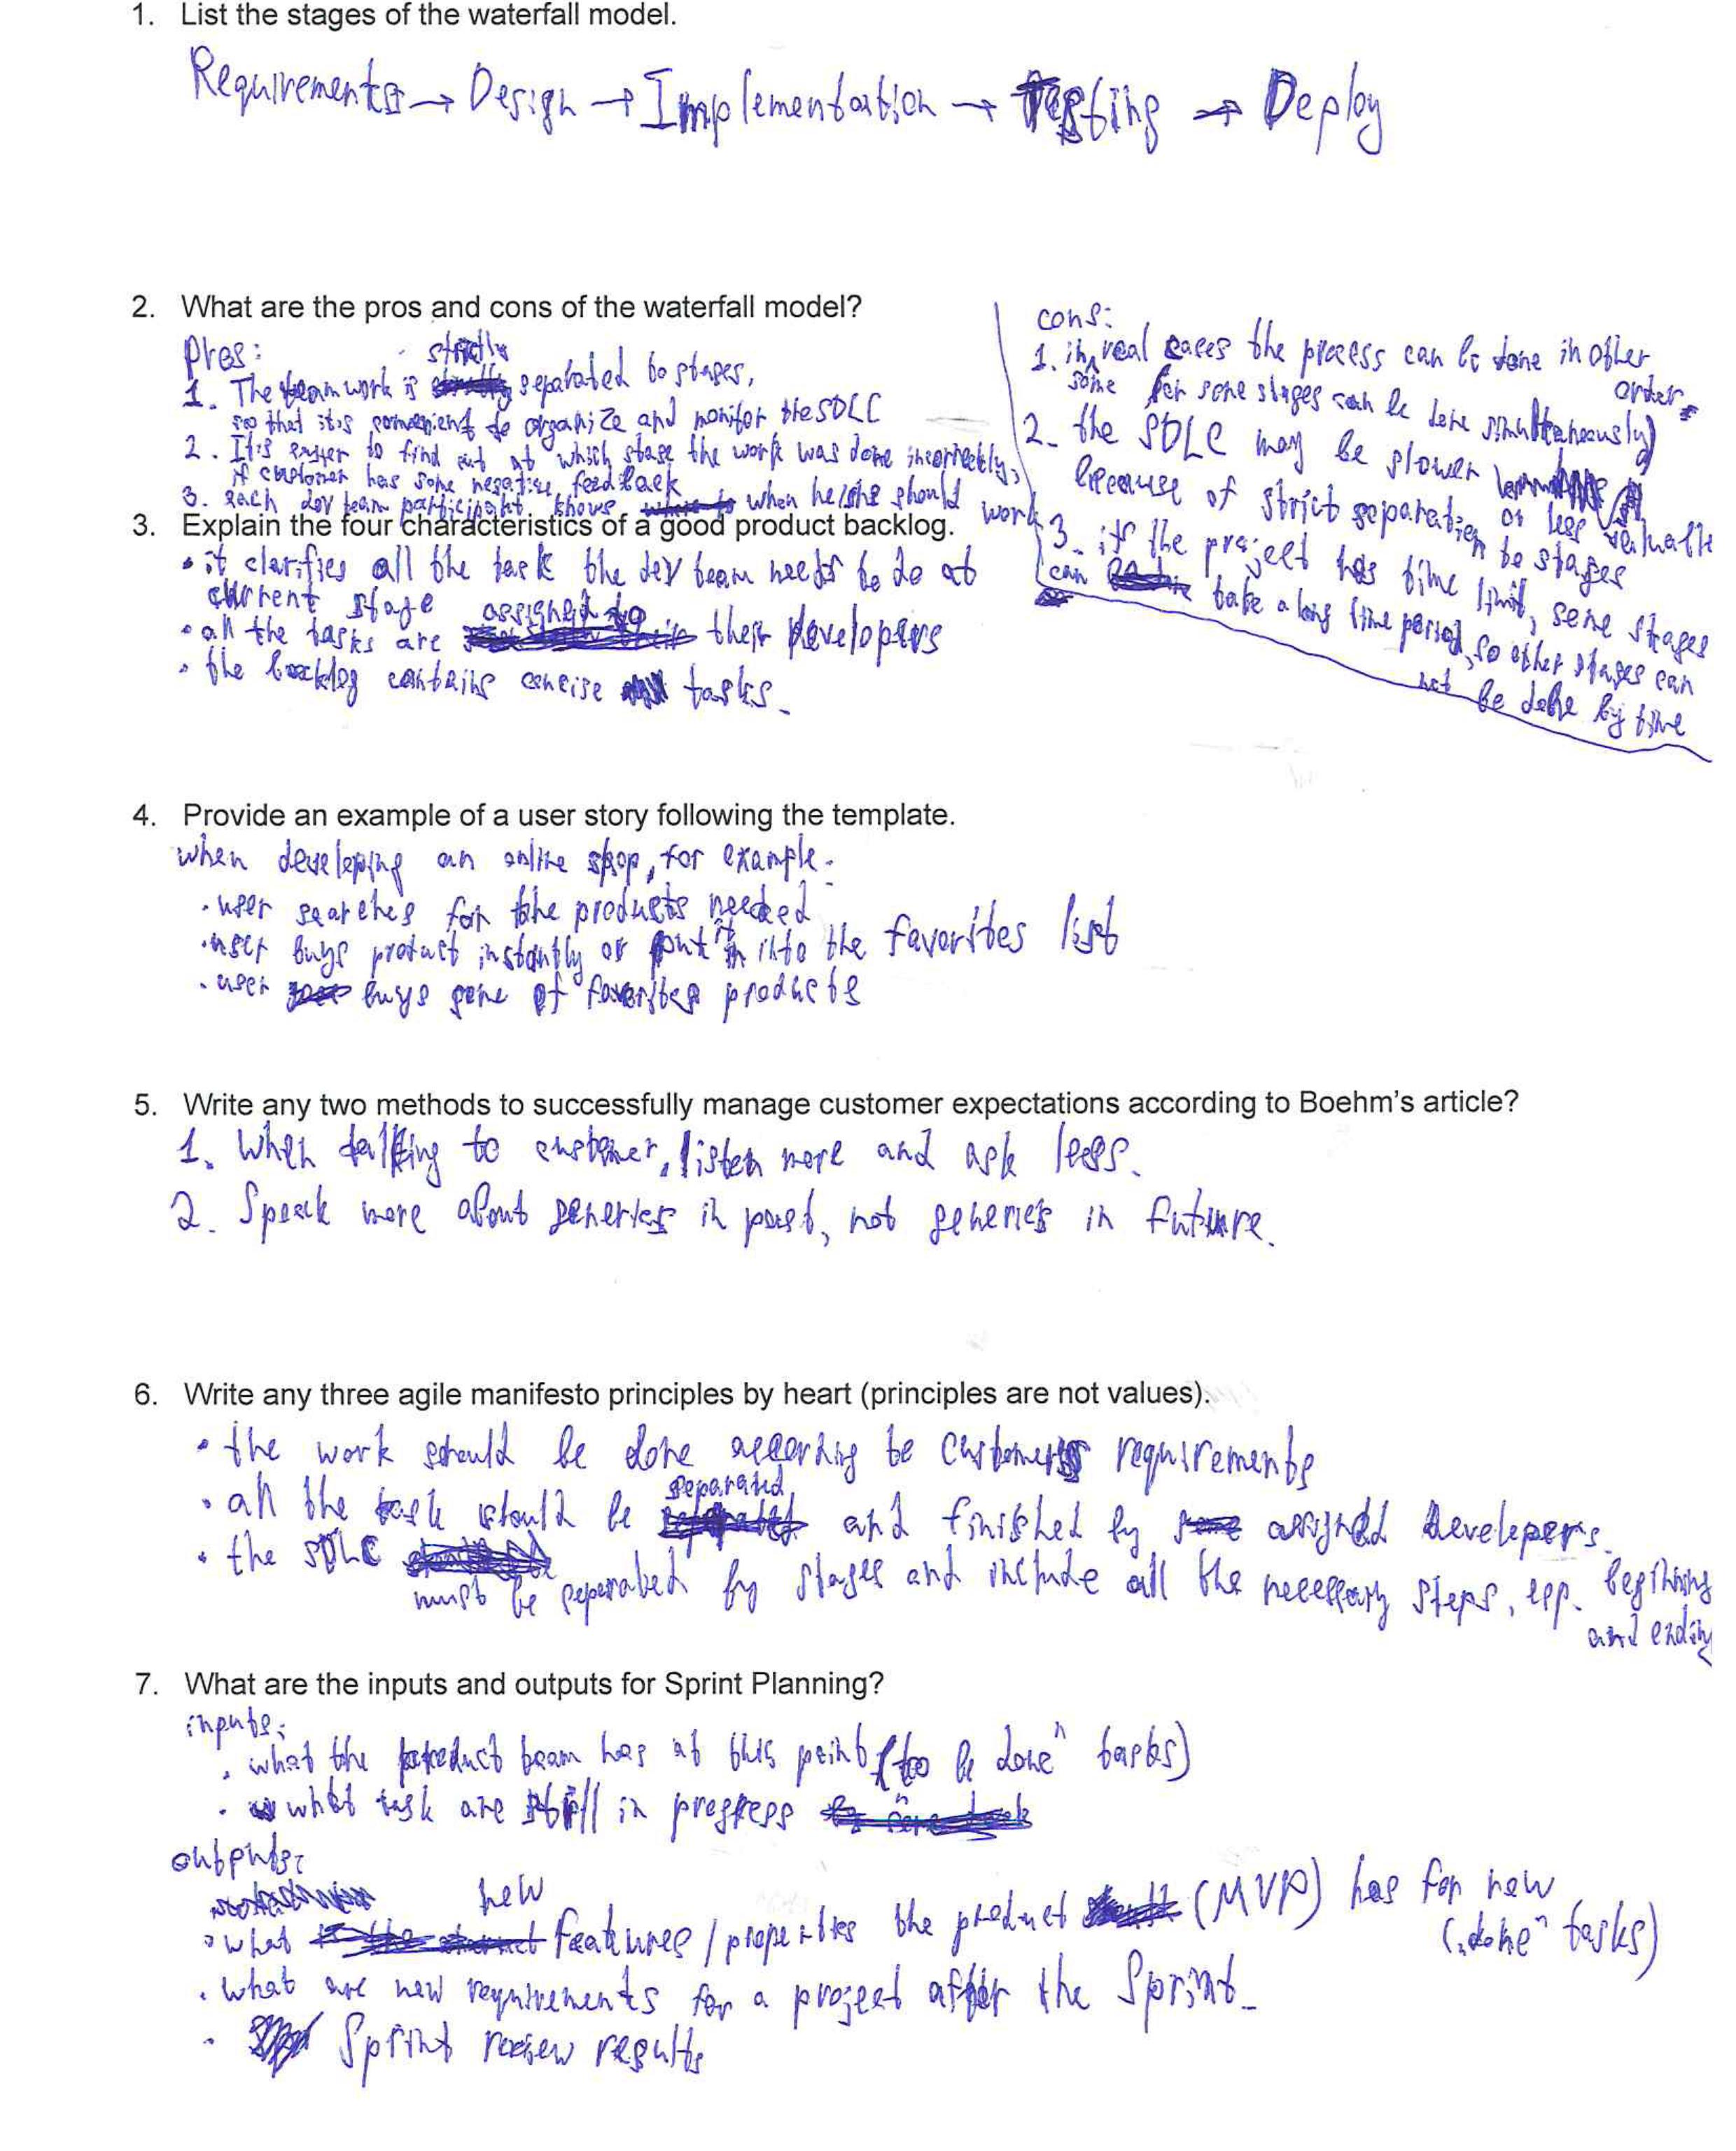 1. List the stages of the waterfall model.
Requirements → Design → Implementation → Testing → Deploy
2. What are the pros and cons of the waterfall model?
pros:
1. The team work is strictly separated to stages,
so that it is convenient to organize and monitor the SDLC
2. It is easier to find out at which stage the work was done incorrectly,
if customer has some negative feedback
3. each dev team participant knows when he/she should work
cons:
1. in some real cases the process can be done in other order
(some stages can be done simultaneously)
2. the SDLC may be slower or less valuable
because of strict separation to stages
3. if the project has time limit, some stages
can take a long time period, so other stages can
not be done by time
3. Explain the four characteristics of a good product backlog.
• it clarifies all the task the dev team needs to do at
current stage
• all the tasks are assigned to their developers
• the backlog contains concise tasks.
4. Provide an example of a user story following the template.
when developing an online shop, for example:
• user searches for the products needed
• user buys product instantly or put it into the favorites list
• user buys some of favorites products
5. Write any two methods to successfully manage customer expectations according to Boehm's article?
1. When talking to customer, listen more and ask less.
2. Speak more about generics in past, not generics in future.
6. Write any three agile manifesto principles by heart (principles are not values).
• the work should be done according to customers requirements
• all the task should be separated and finished by assigned developers.
• the SDLC
must be separated by stages and include all the necessary steps, esp. beginning
and ending
7. What are the inputs and outputs for Sprint Planning?
inputs:
• what the product team has at this point (to be done" tasks)
• what task are still in progress
outputs:
• what new features / properties the product (MVP) has for new
("done" tasks)
• what are new requirements for a project after the Sprint.
• Sprint review results